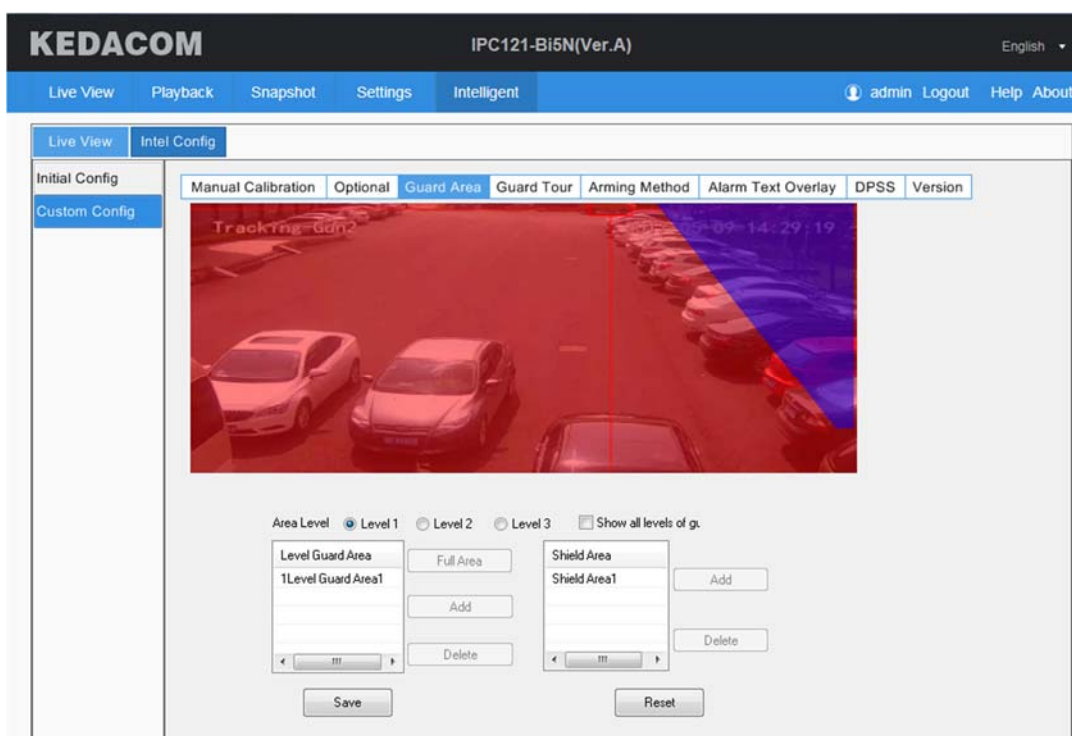 KEDACOM IPC121-Bi5N(Ver.A) English
Live View Playback Snapshot Settings Intelligent admin Logout Help About
Live View Intel Config
Initial Config
Custom Config
Manual Calibration Optional Guard Area Guard Tour Arming Method Alarm Text Overlay DPSS Version
Tracking-Gun2 09-14:29:19
Area Level Level 1 Level 2 Level 3 Show all levels of gu
Level Guard Area Full Area Shield Area
1Level Guard Area1 Shield Area1 Add
Add
Delete Delete
Save Reset